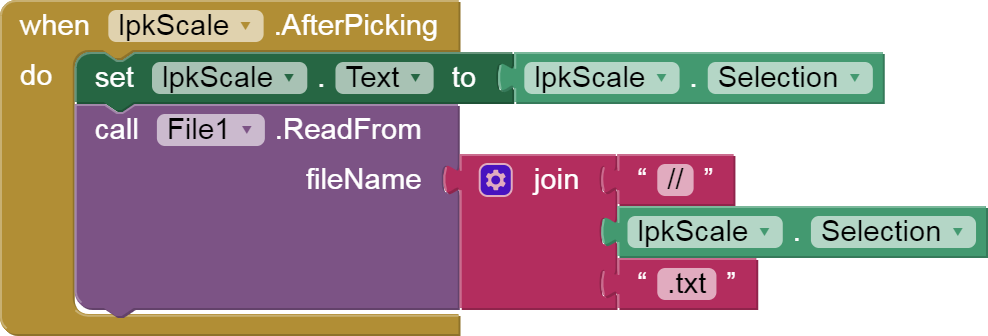 when lpkScale .AfterPicking
do set lpkScale . Text to lpkScale . Selection
call File1 .ReadFrom
fileName join “ // ”
lpkScale . Selection
“ .txt ”